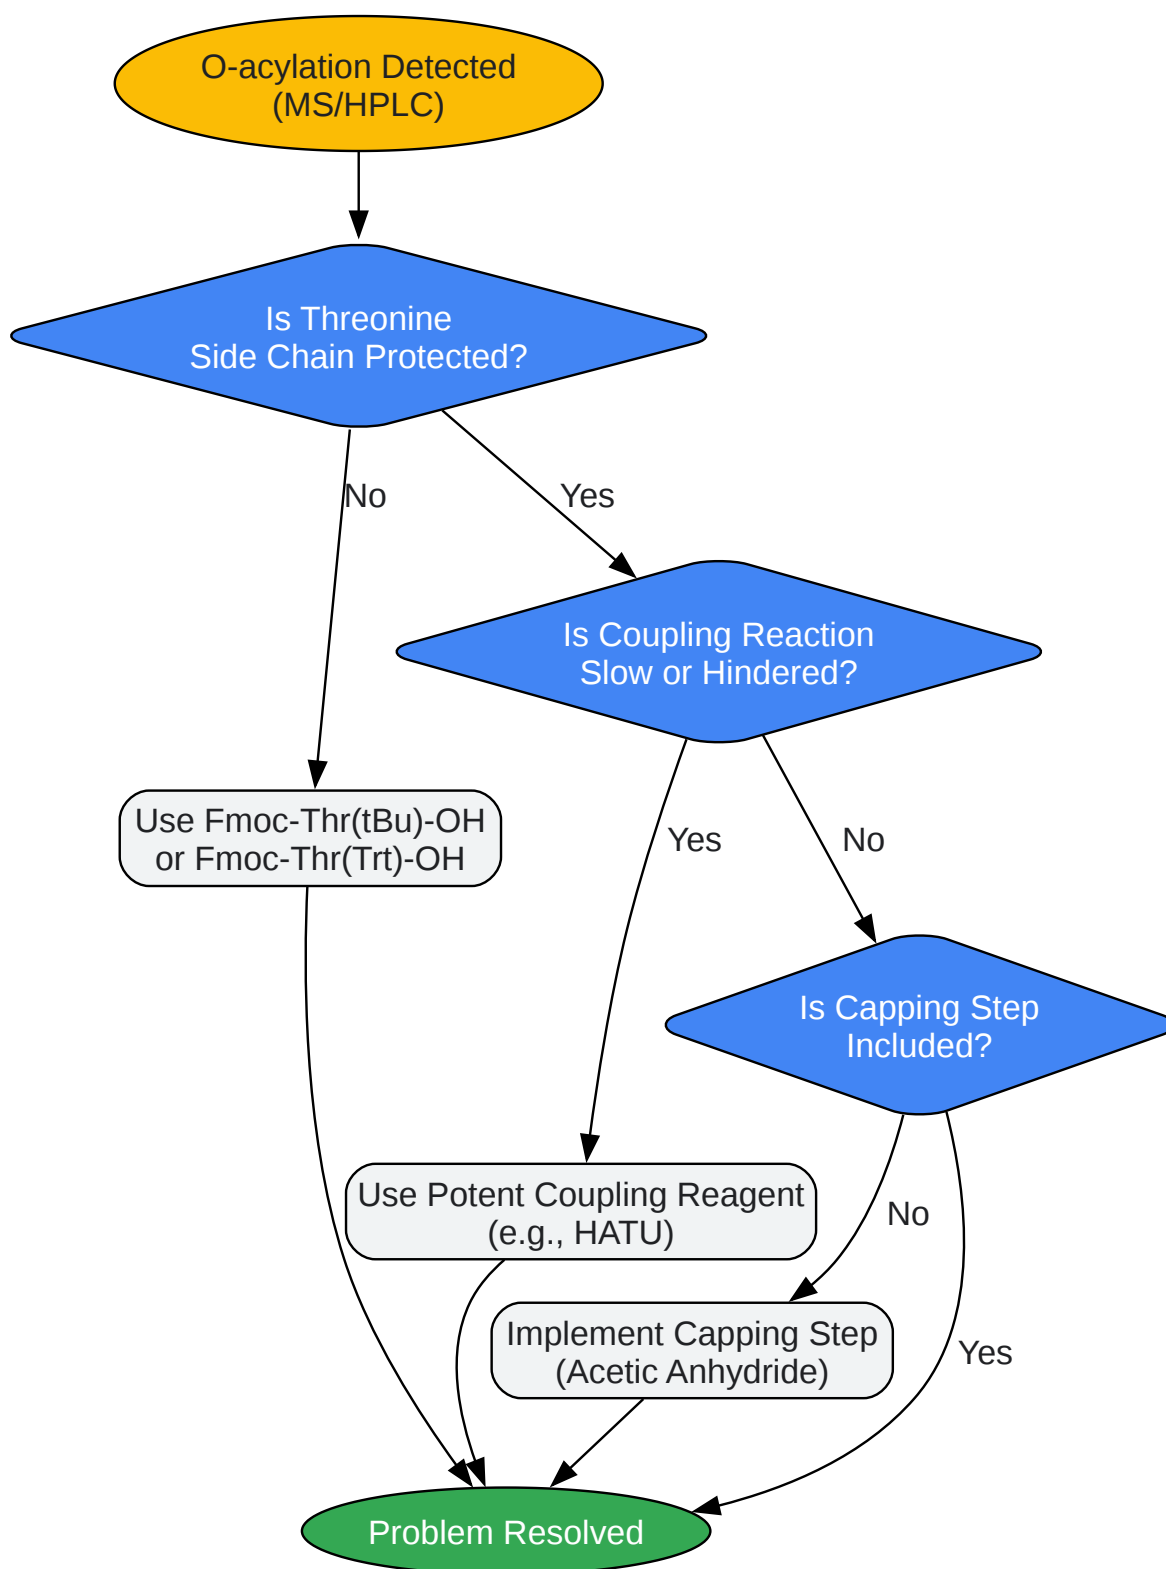 O-acylation Detected
(MS/HPLC)
Is Threonine
Side Chain Protected?
No
Yes
Is Coupling Reaction
Slow or Hindered?
Use Fmoc-Thr(tBu)-OH
or Fmoc-Thr(Trt)-OH
Yes
No
Is Capping Step
Included?
Use Potent Coupling Reagent
(e.g., HATU)
No
Implement Capping Step
(Acetic Anhydride)
Yes
Problem Resolved